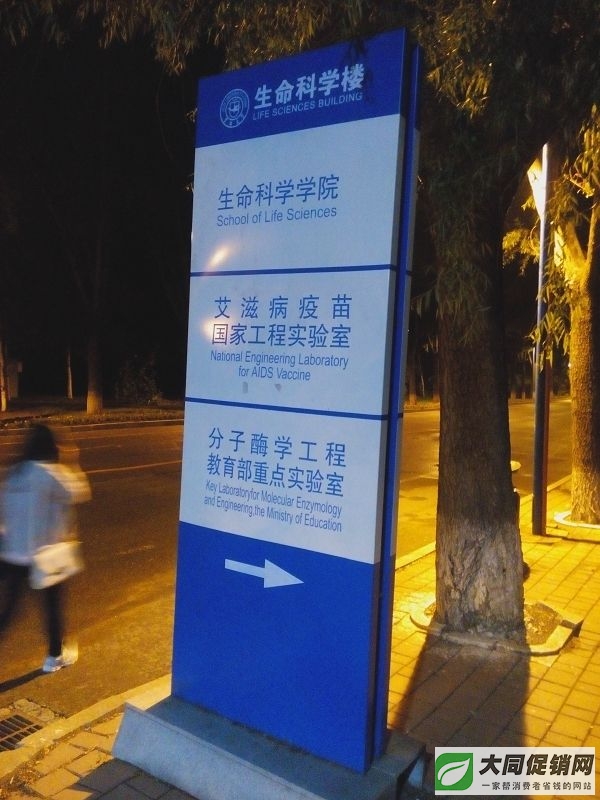 生命科学楼
LIFE SCIENCES BUILDING
生命科学学院
School of Life Sciences
艾滋病疫苗
国家工程实验室
National Engineering Laboratory
for AIDS Vaccine
分子酶学工程
教育部重点实验室
Key Laboratoryfor Molecular Enzymology
and Engineering,the Ministry of Education
大同促销网
一家帮消费者省钱的网站